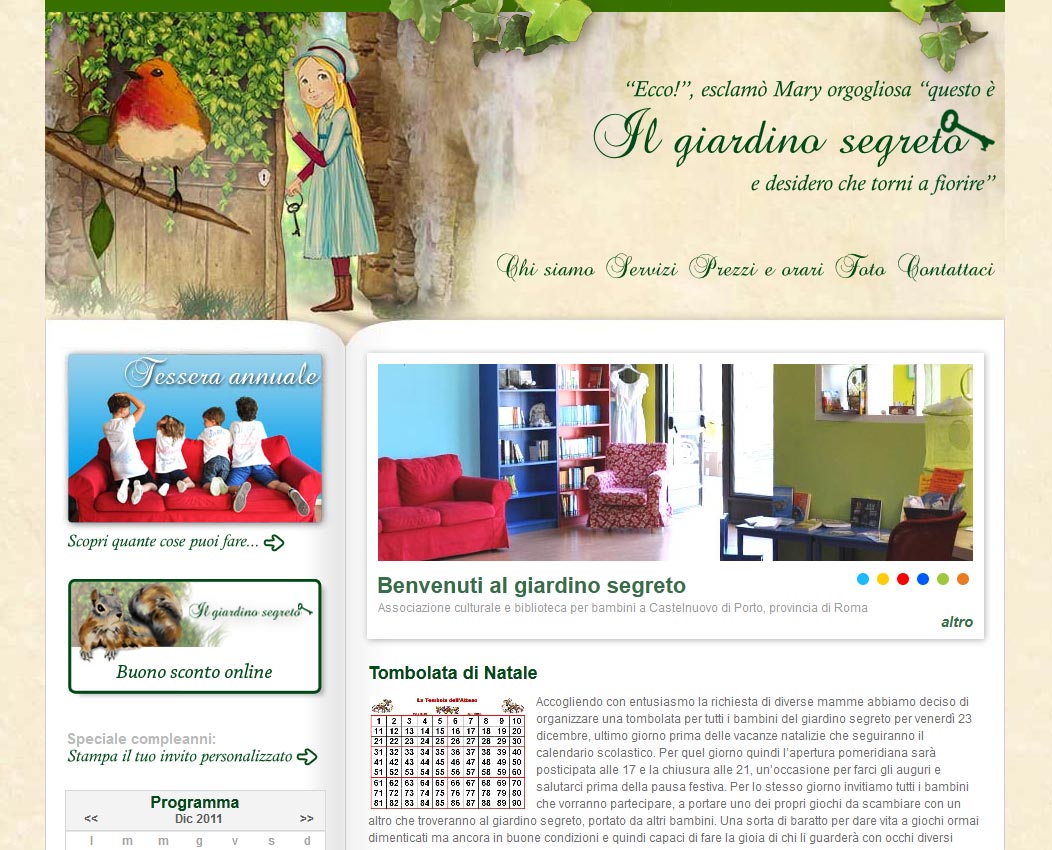 “Ecco!”, esclamò Mary orgogliosa “questo è
Il giardino segreto
e desidero che torni a fiorire”
Chi siamo Servizi Prezzi e orari Foto Contattaci
Tessera annuale
Scopri quante cose puoi fare...
Il giardino segreto
Buono sconto online
Speciale compleanni:
Stampa il tuo invito personalizzato
Programma
<< Dic 2011 >>
l m m g v s d
Benvenuti al giardino segreto
Associazione culturale e biblioteca per bambini a Castelnuovo di Porto, provincia di Roma
altro
Tombolata di Natale
La Tombola dell'Albano
1 2 3 4 5 6 7 8 9 10
11 12 13 14 15 16 17 18 19 20
21 22 23 24 25 26 27 28 29 30
31 32 33 34 35 36 37 38 39 40
41 42 43 44 45 46 47 48 49 50
51 52 53 54 55 56 57 58 59 60
61 62 63 64 65 66 67 68 69 70
71 72 73 74 75 76 77 78 79 80
81 82 83 84 85 86 87 88 89 90
Accogliendo con entusiasmo la richiesta di diverse mamme abbiamo deciso di
organizzare una tombolata per tutti i bambini del giardino segreto per venerdì 23
dicembre, ultimo giorno prima delle vacanze natalizie che seguiranno il
calendario scolastico. Per quel giorno quindi l’apertura pomeridiana sarà
posticipata alle 17 e la chiusura alle 21, un’occasione per farci gli auguri e
salutarci prima della pausa festiva. Per lo stesso giorno invitiamo tutti i bambini
che vorranno partecipare, a portare uno dei propri giochi da scambiare con un
altro che troveranno al giardino segreto, portato da altri bambini. Una sorta di baratto per dare vita a giochi ormai
dimenticati ma ancora in buone condizioni e quindi capaci di fare la gioia di chi li guarderà con occhi diversi